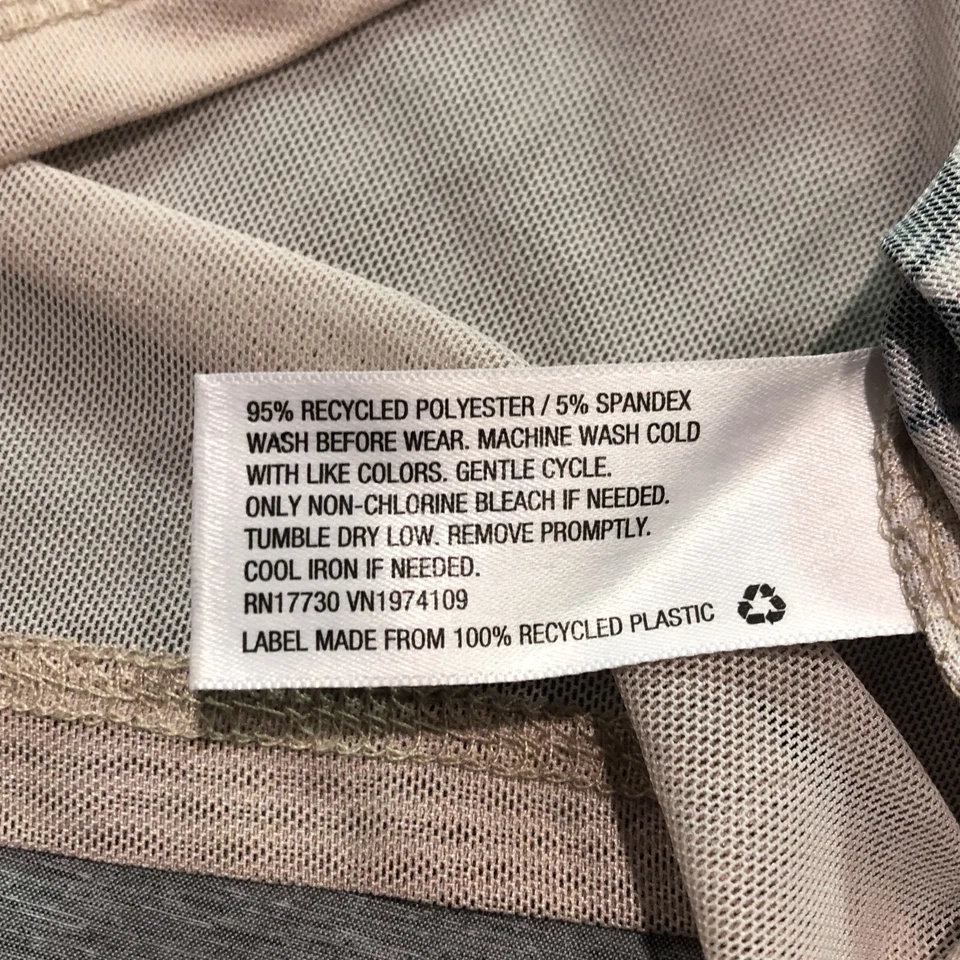 95% RECYCLED POLYESTER / 5% SPANDEX
WASH BEFORE WEAR. MACHINE WASH COLD
WITH LIKE COLORS. GENTLE CYCLE.
ONLY NON-CHLORINE BLEACH IF NEEDED.
TUMBLE DRY LOW. REMOVE PROMPTLY.
COOL IRON IF NEEDED.
RN17730 VN1974109
LABEL MADE FROM 100% RECYCLED PLASTIC